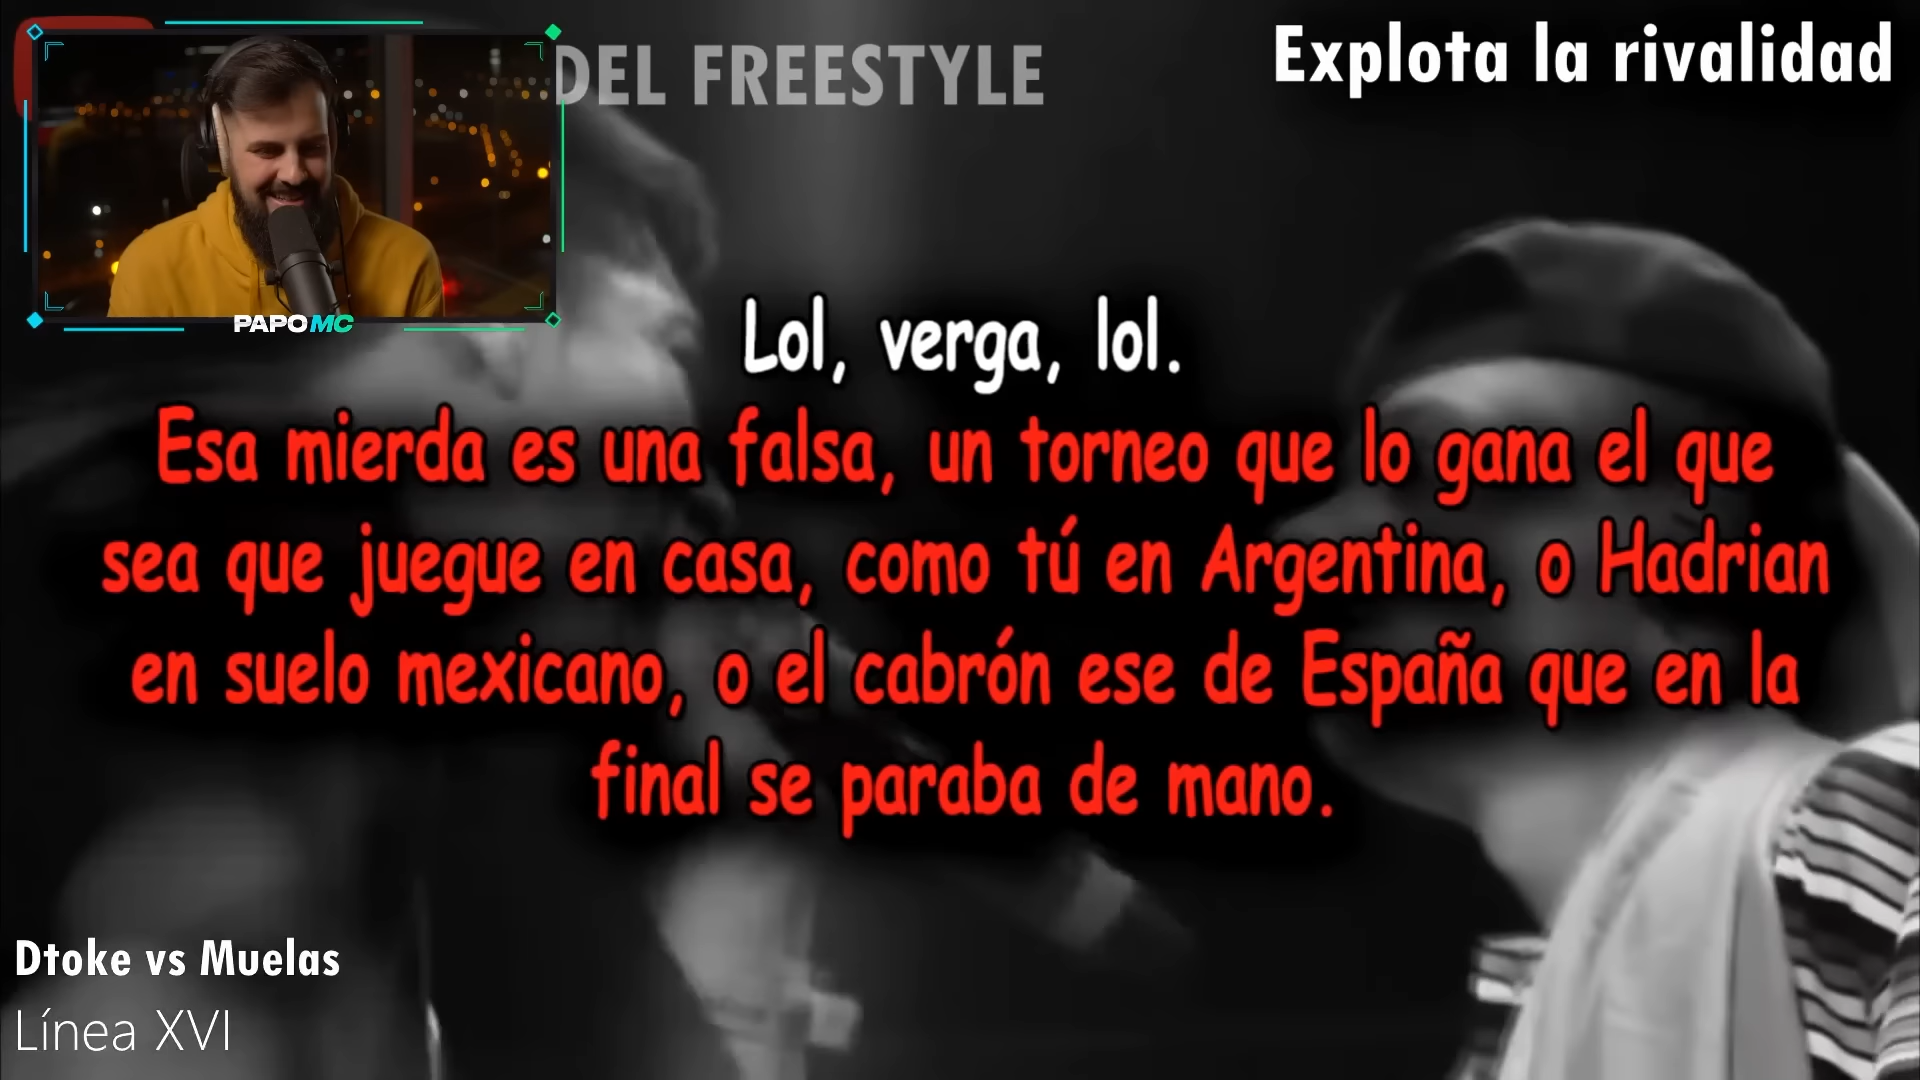 DEL FREESTYLE
Explota la rivalidad
PAPOMC
Lol, verga, lol.
Esa mierda es una falsa, un torneo que lo gana el que
sea que juegue en casa, como tú en Argentina, o Hadrian
en suelo mexicano, o el cabrón ese de España que en la
final se paraba de mano.
Dtoke vs Muelas
Línea XVI